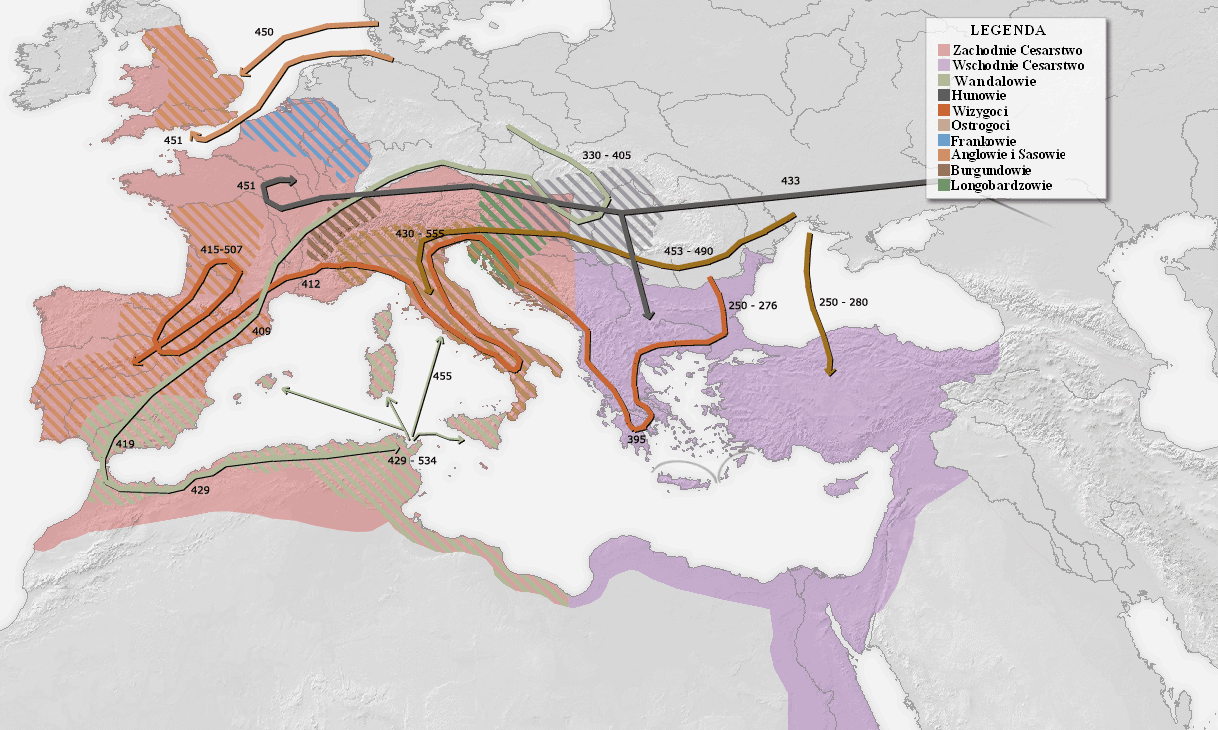 LEGENDA
Zachodnie Cesarstwo
Wschodnie Cesarstwo
Wandalowie
Hunowie
Wizygoci
Ostrogoci
Frankowie
Anglowie i Sasowie
Burgundowie
Longobardzowie
450
451
330 - 405
433
451
430 - 555
415-507
453 - 490
412
250 - 276
250 - 280
409
455
395
419
429 - 534
429